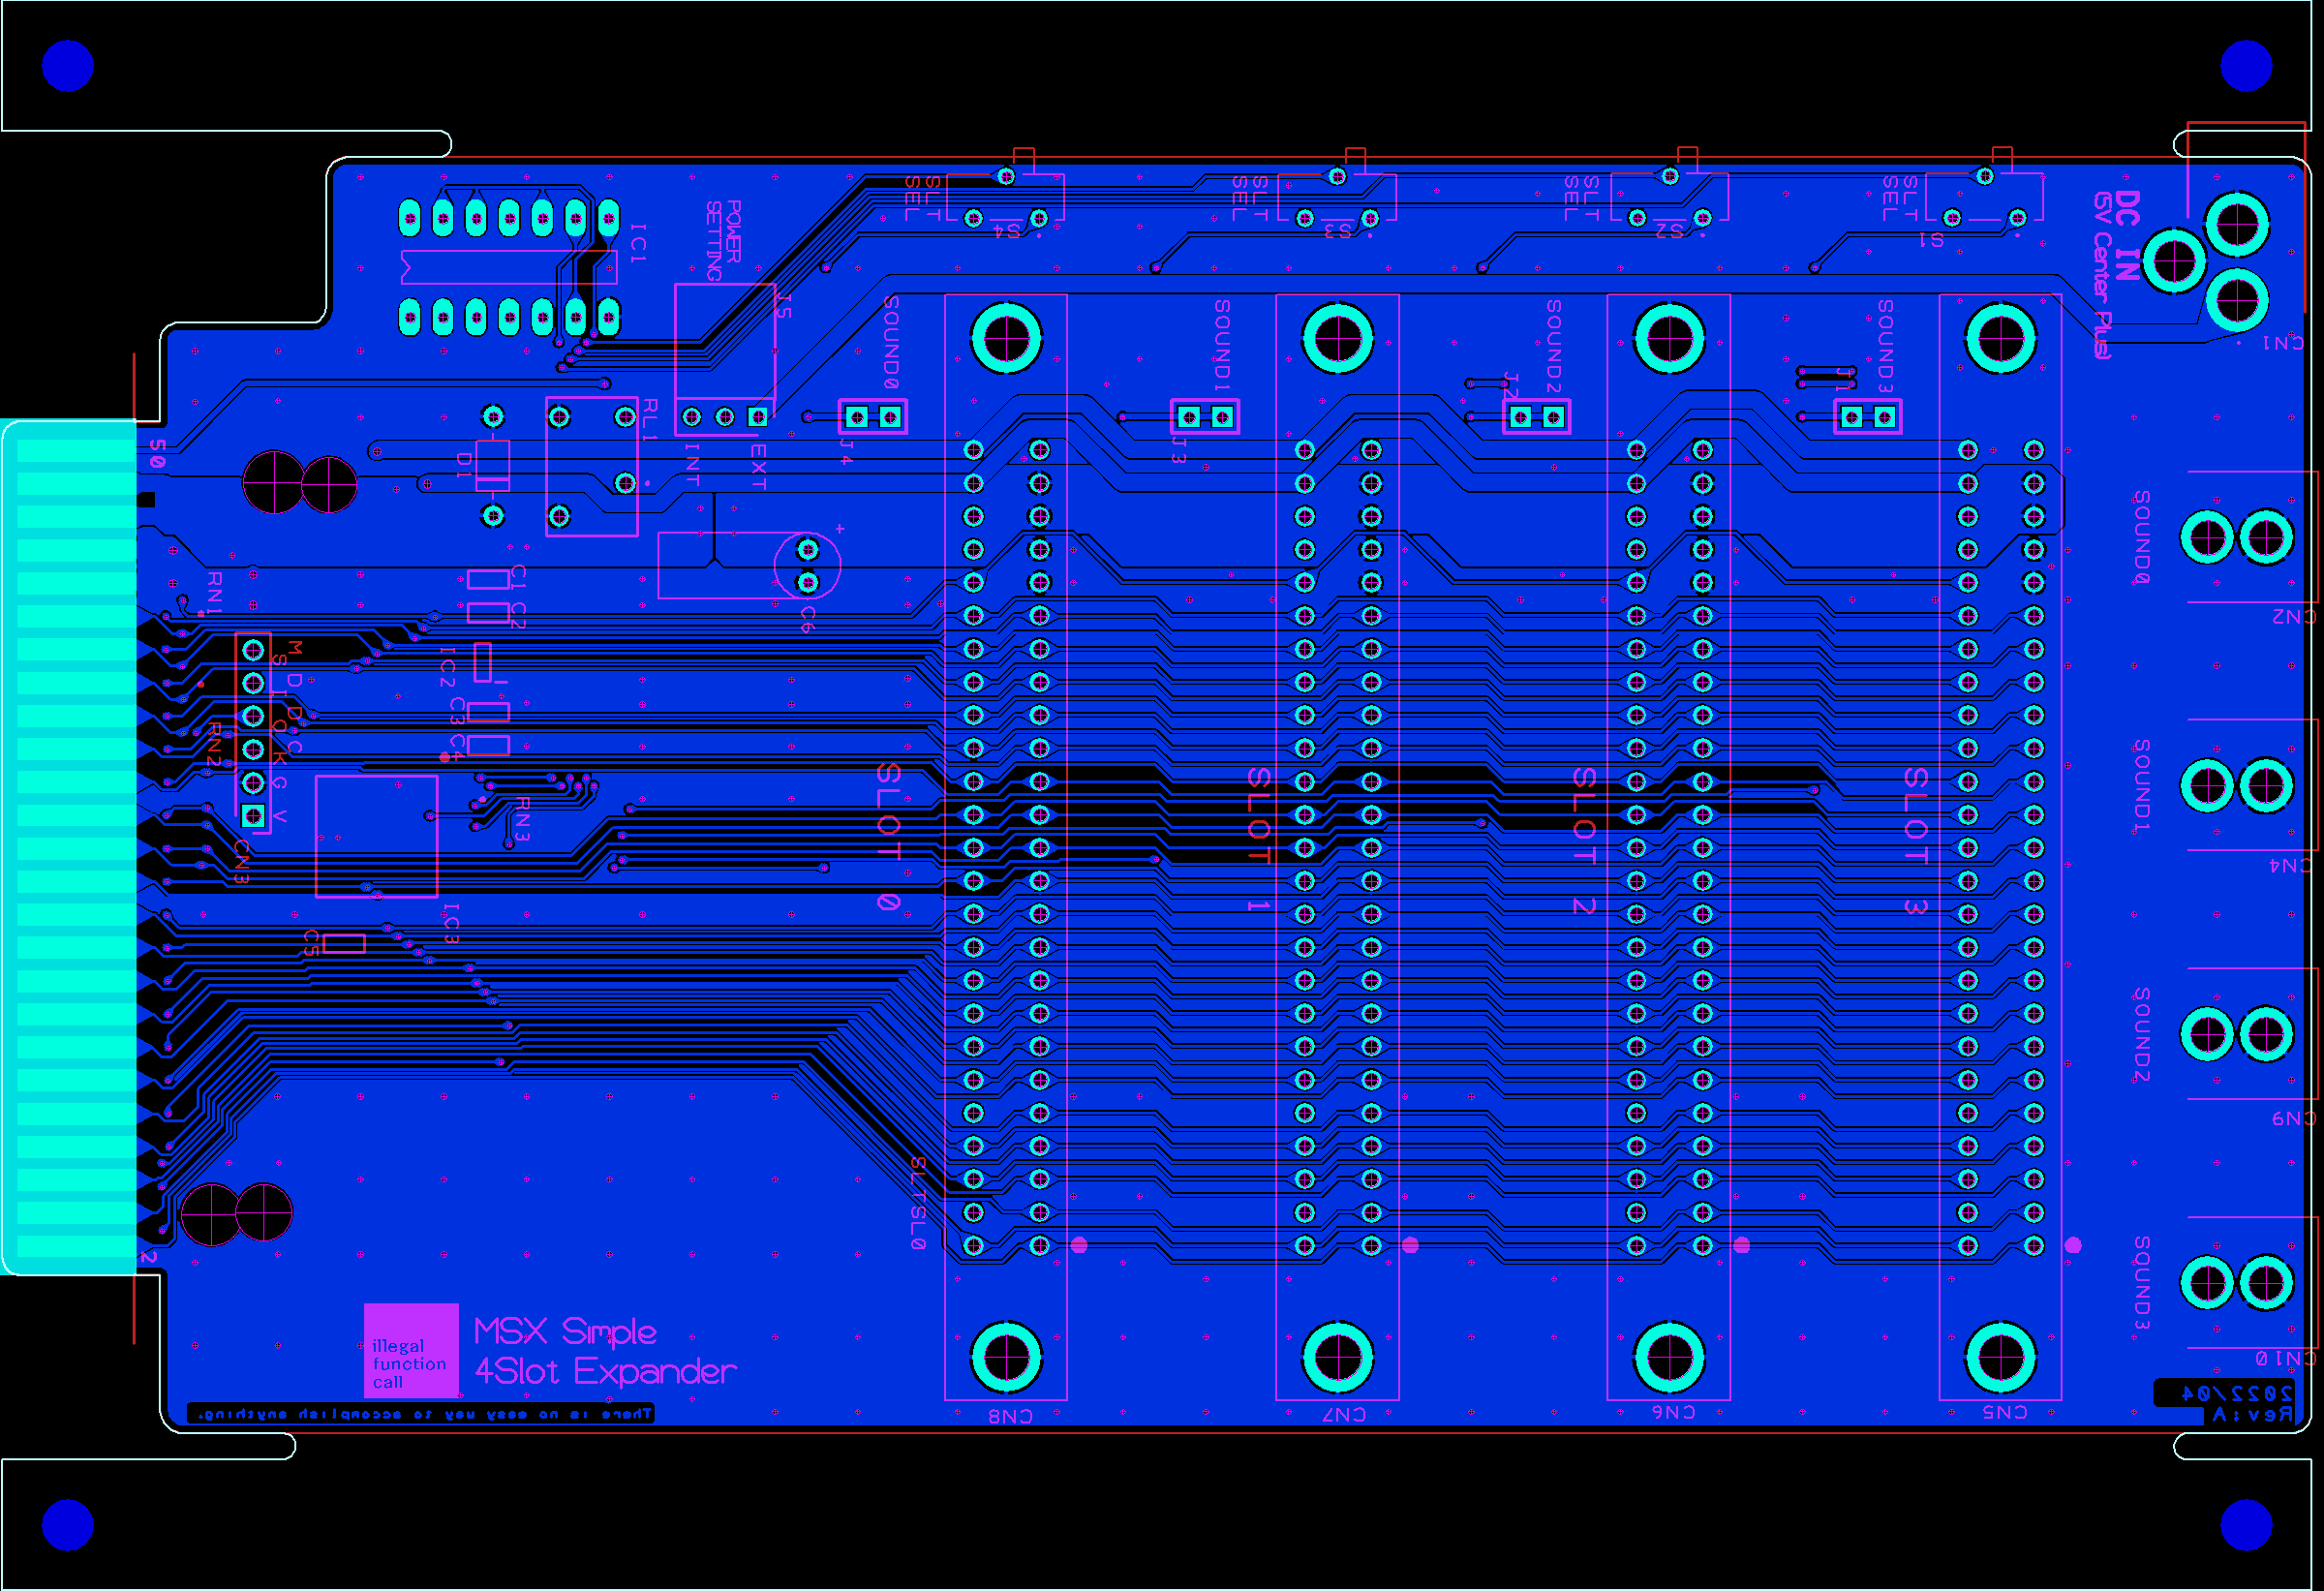 SLT
SEL
S4
SLT
SEL
S3
SLT
SEL
S2
SLT
SEL
S1
DC IN
(5V Center Plus)
CN1
IC1
POWER
SETTING
J5
SOUND0
SOUND1
SOUND2
SOUND3
J4
J3
J2
J1
50
D1
RL1
INT
EXT
+
C6
RN1
C1
C2
IC2
C3
C4
M
S
DI
DO
CK
G
V
RN2
RN3
CN3
IC3
C5
SLOT 0
SLOT 1
SLOT 2
SLOT 3
SLTSL0
SOUND0
CN2
SOUND1
CN4
SOUND2
CN9
SOUND3
CN10
2
illegal
function
call
MSX Simple
4Slot Expander
There is no easy way to accomplish anything.
CN8
CN7
CN6
CN5
2022/04
Rev:A